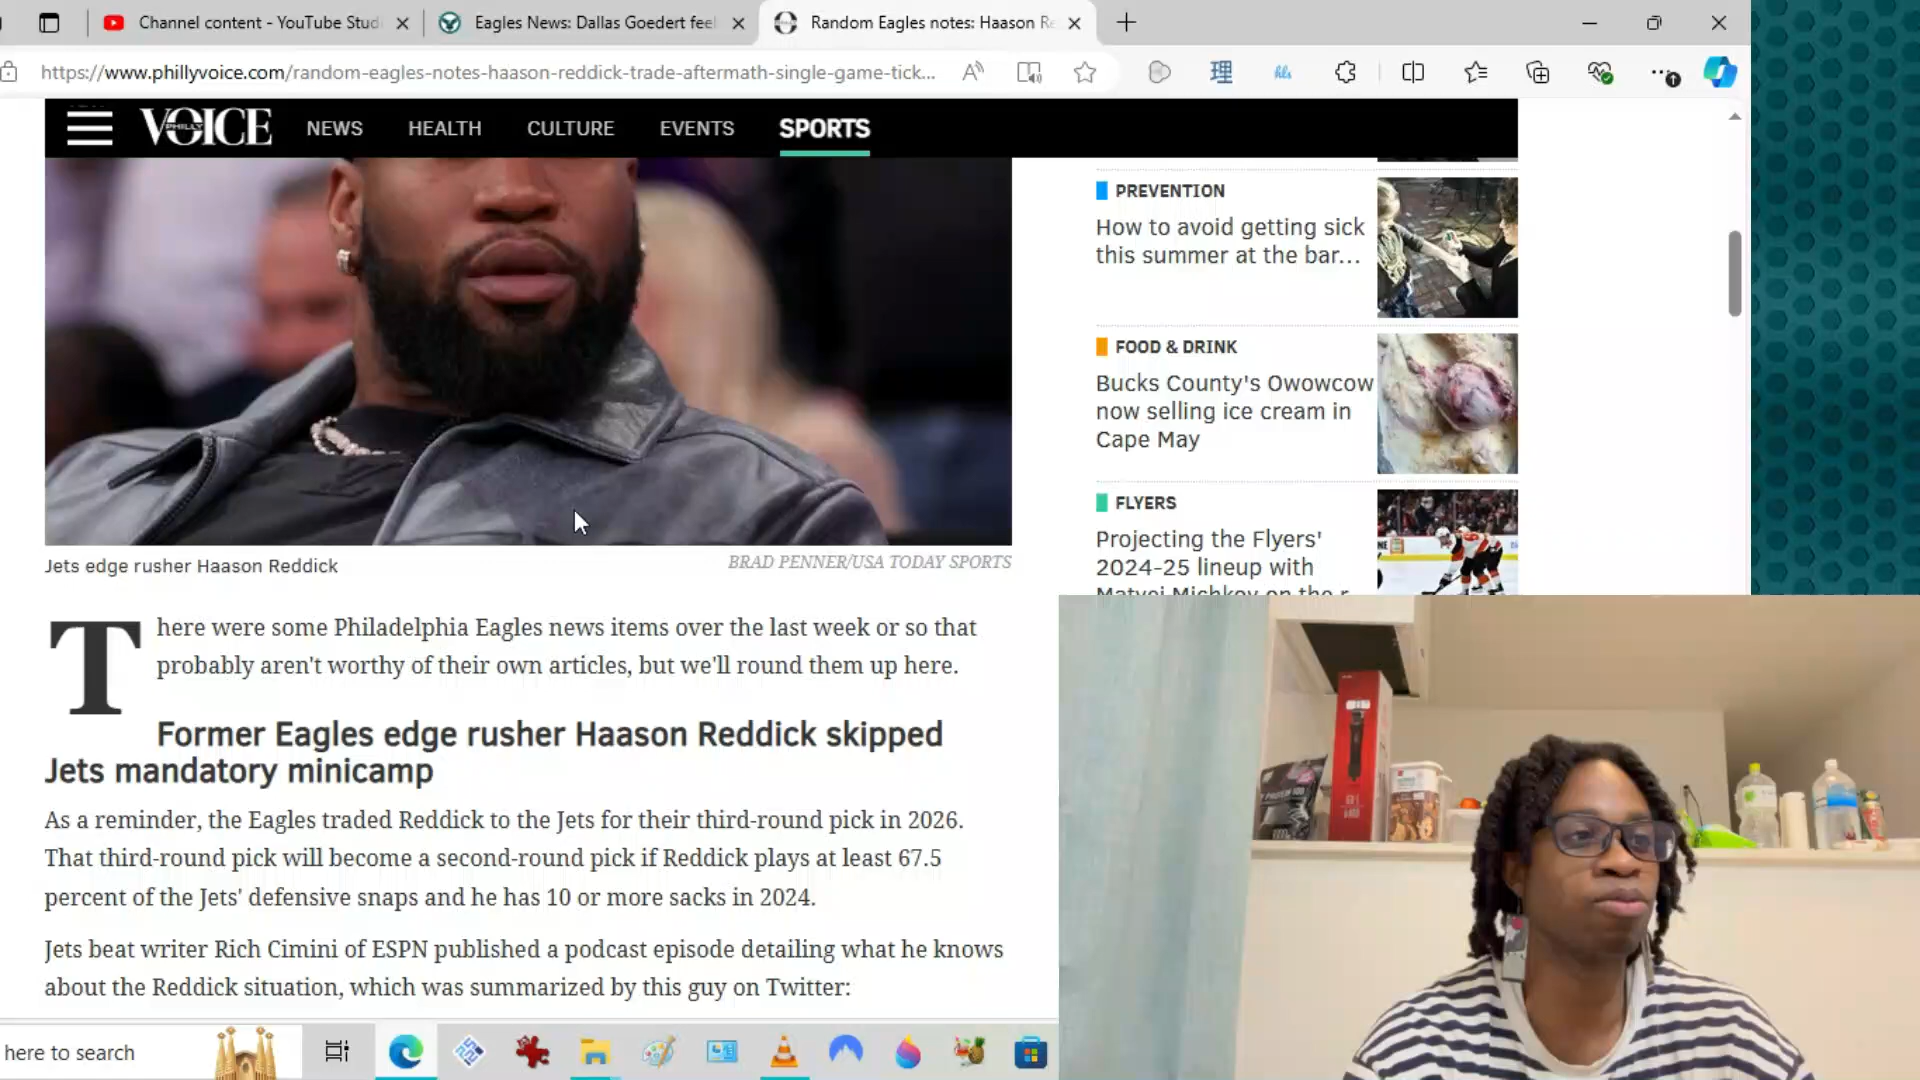 Channel content - YouTube Stud
Eagles News: Dallas Goedert feel
Random Eagles notes: Haason Re
https://www.phillyvoice.com/random-eagles-notes-haason-reddick-trade-aftermath-single-game-tick...
PHILLY VOICE
NEWS
HEALTH
CULTURE
EVENTS
SPORTS
PREVENTION
How to avoid getting sick
this summer at the bar...
FOOD & DRINK
Bucks County's Owowcow
now selling ice cream in
Cape May
FLYERS
Projecting the Flyers'
2024-25 lineup with
Matvei Michkov on the r
Jets edge rusher Haason Reddick
BRAD PENNER/USA TODAY SPORTS
There were some Philadelphia Eagles news items over the last week or so that
probably aren't worthy of their own articles, but we'll round them up here.
Former Eagles edge rusher Haason Reddick skipped
Jets mandatory minicamp
As a reminder, the Eagles traded Reddick to the Jets for their third-round pick in 2026.
That third-round pick will become a second-round pick if Reddick plays at least 67.5
percent of the Jets' defensive snaps and he has 10 or more sacks in 2024.
Jets beat writer Rich Cimini of ESPN published a podcast episode detailing what he knows
about the Reddick situation, which was summarized by this guy on Twitter:
here to search